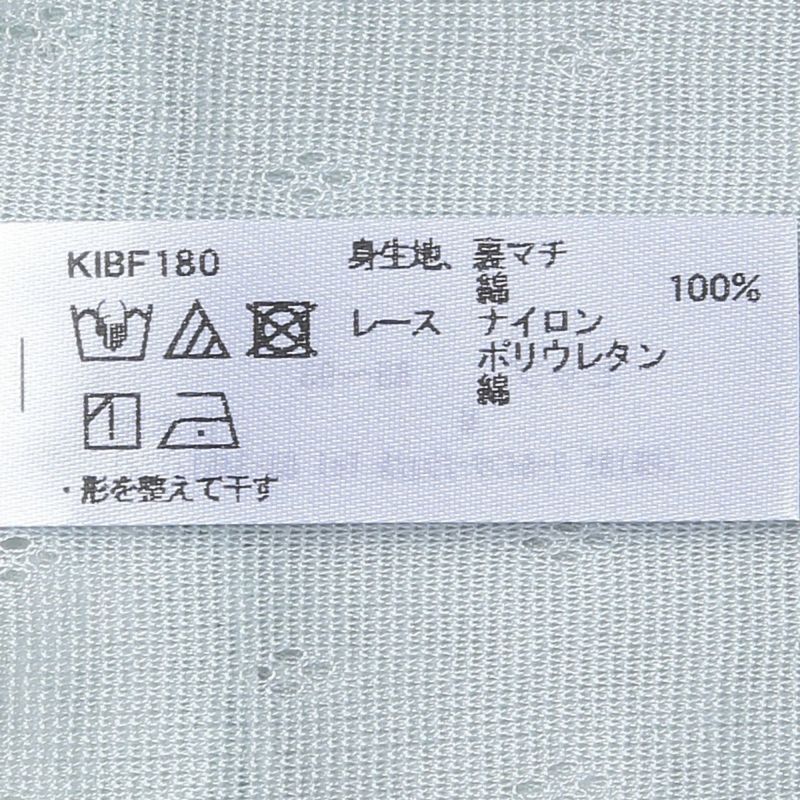 KIBF180
身生地、裏マチ
綿 100%
レース ナイロン
ポリウレタン
綿
・形を整えて干す